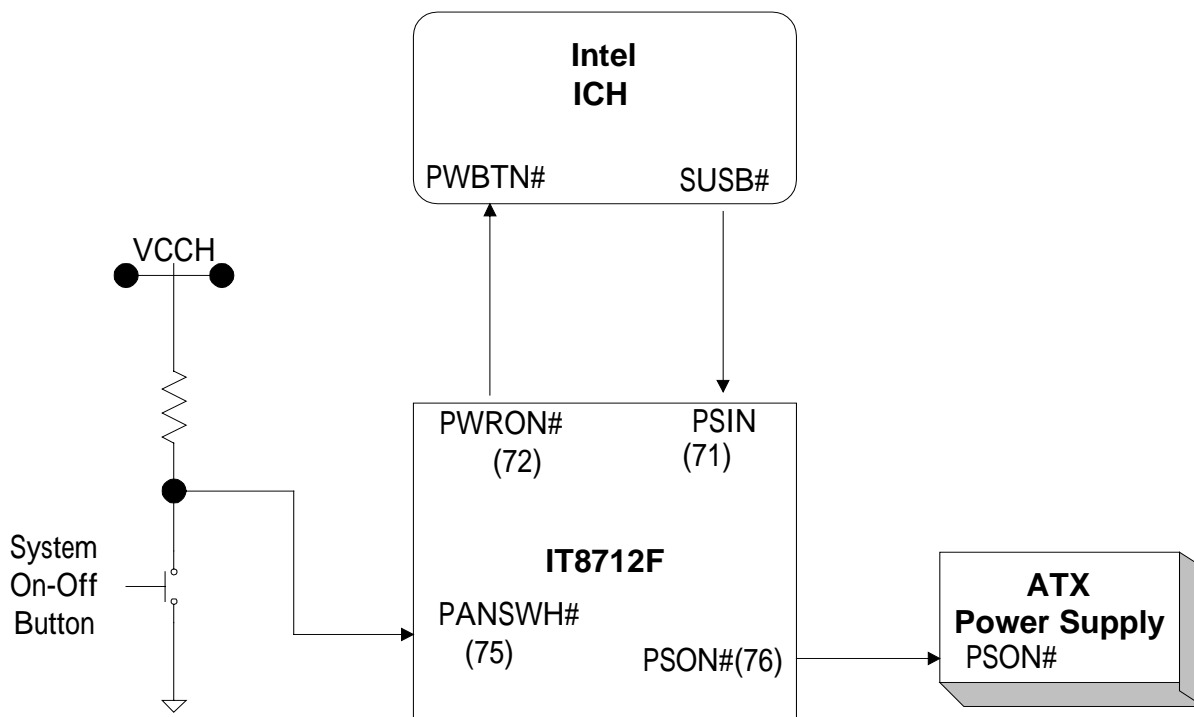 Intel
ICH
PWBTN#
SUSB#
VCCH
PWRON#
(72)
PSIN
(71)
System
On-Off
Button
IT8712F
PANSWH#
(75)
PSON#(76)
ATX
Power Supply
PSON#